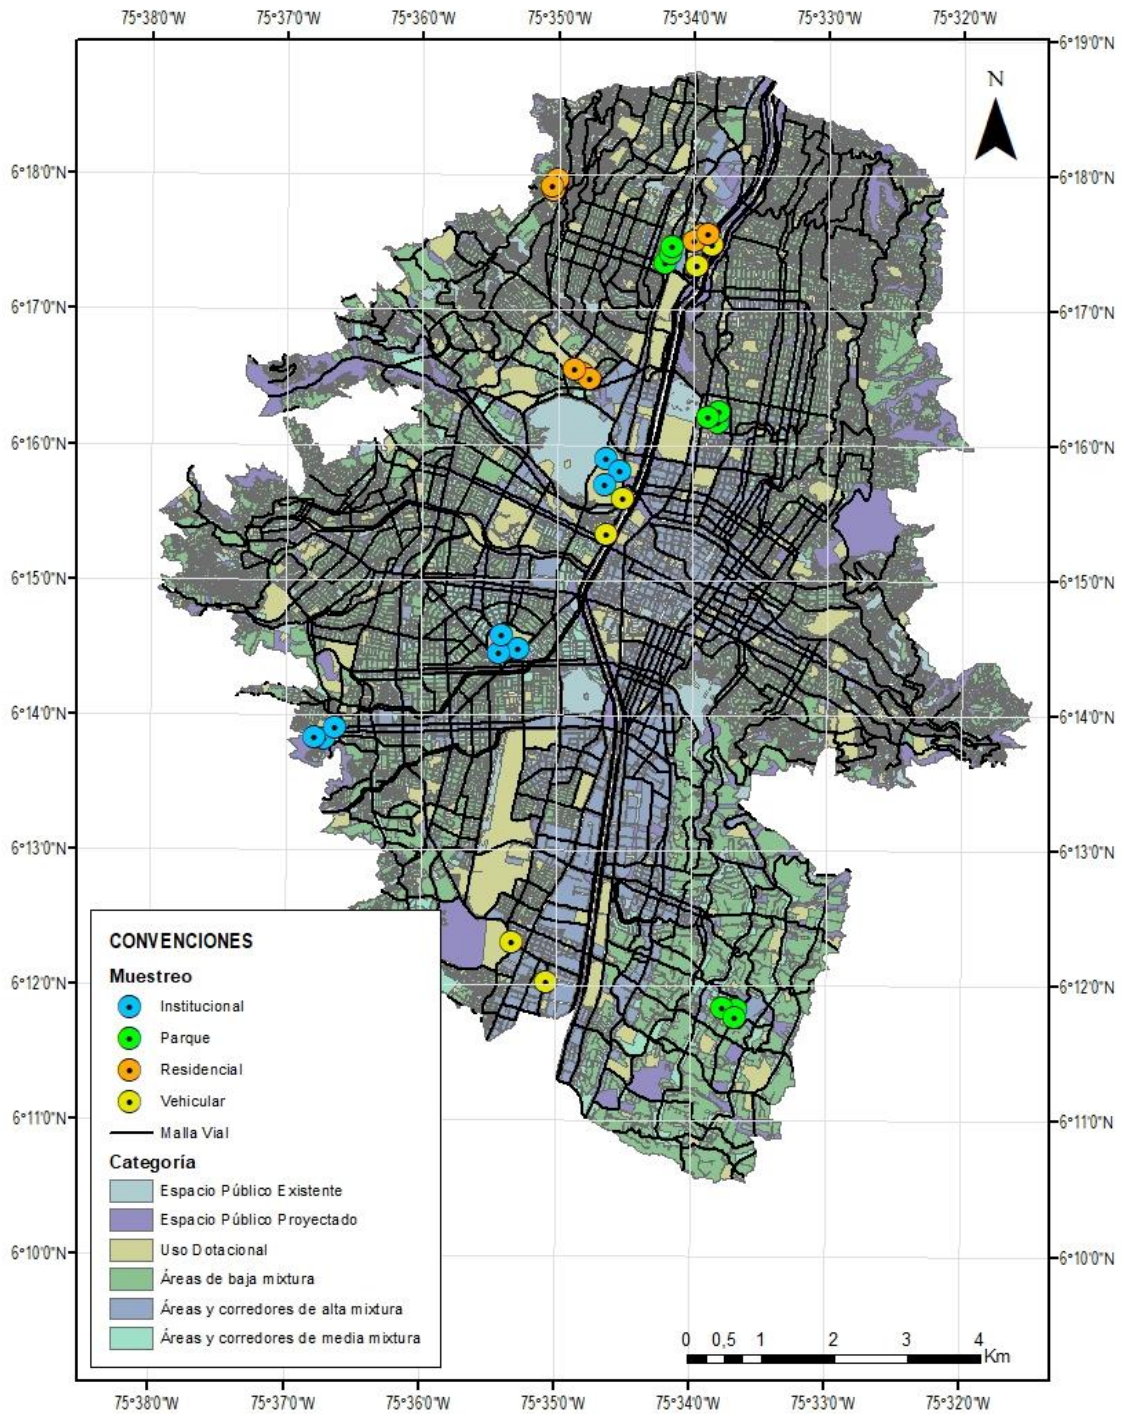 75°38'0"W 75°37'0"W 75°36'0"W 75°35'0"W 75°34'0"W 75°33'0"W 75°32'0"W
6°19'0"N
N
6°18'0"N 6°18'0"N
6°17'0"N 6°17'0"N
6°16'0"N 6°16'0"N
6°15'0"N 6°15'0"N
6°14'0"N 6°14'0"N
6°13'0"N 6°13'0"N
6°12'0"N 6°12'0"N
6°11'0"N 6°11'0"N
6°10'0"N 6°10'0"N
CONVENCIONES
Muestreo
Institucional
Parque
Residencial
Vehicular
Malla Vial
Categoría
Espacio Público Existente
Espacio Público Proyectado
Uso Dotacional
Áreas de baja mixtura
Áreas y corredores de alta mixtura
Áreas y corredores de media mixtura
0 0,5 1 2 3 4
Km
75°38'0"W 75°37'0"W 75°36'0"W 75°35'0"W 75°34'0"W 75°33'0"W 75°32'0"W